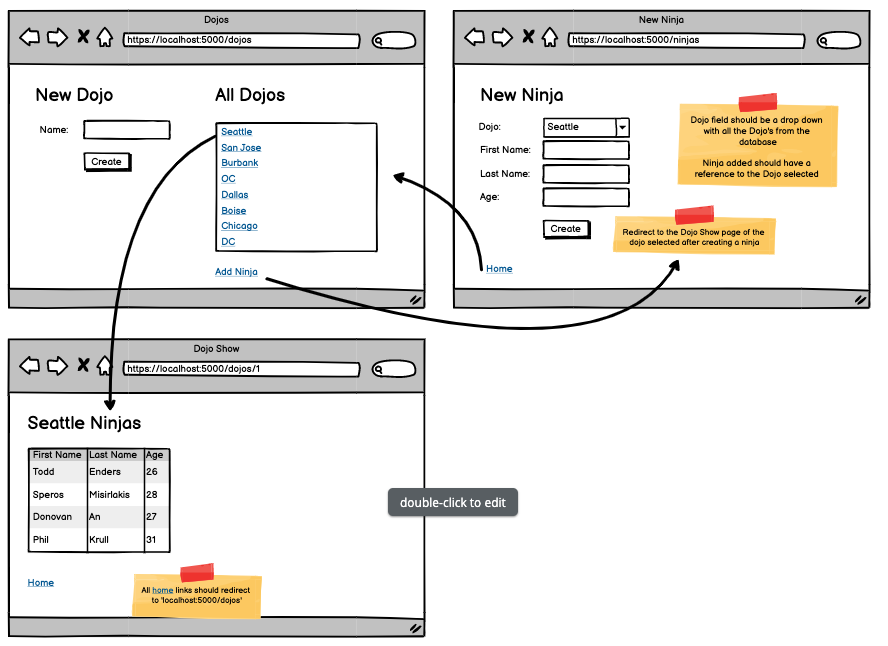 Dojos
https://localhost:5000/dojos
New Dojo
Name:
Create
All Dojos
Seattle
San Jose
Burbank
OC
Dallas
Boise
Chicago
DC
Add Ninja
New Ninja
https://localhost:5000/ninjas
New Ninja
Dojo:
Seattle
First Name:
Last Name:
Age:
Create
Home
Dojo field should be a drop down
with all the Dojo's from the
database
Ninja added should have a
reference to the Dojo selected
Redirect to the Dojo Show page of the
dojo selected after creating a ninja
Dojo Show
https://localhost:5000/dojos/1
Seattle Ninjas
First Name Last Name Age
Todd Enders 26
Speros Misirlakis 28
Donovan An 27
Phil Krull 31
Home
All home links should redirect
to 'localhost:5000/dojos'
double-click to edit